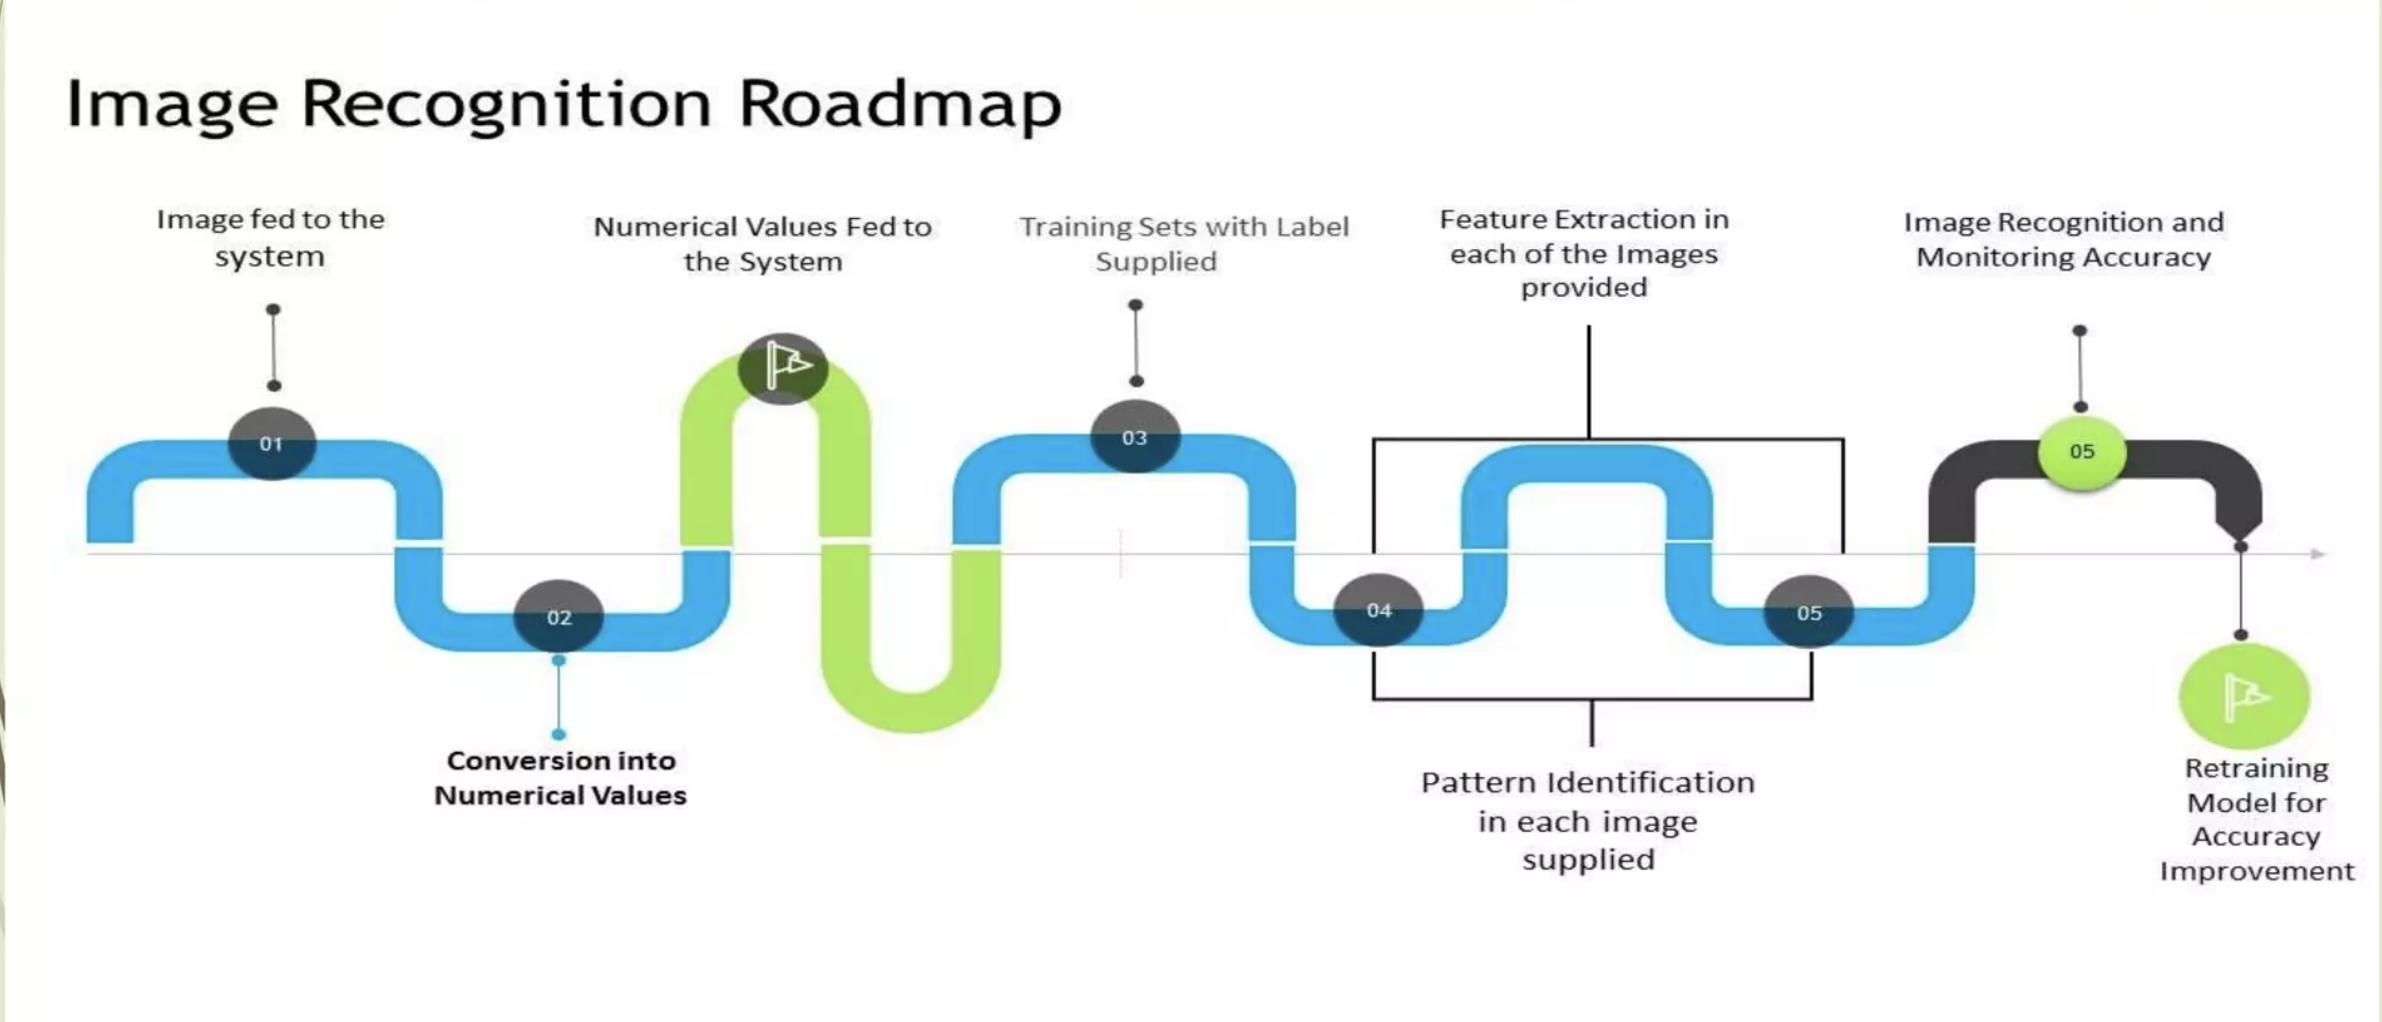 Image Recognition Roadmap
Image fed to the
system
01
02
Conversion into
Numerical Values
Numerical Values Fed to
the System
Training Sets with Label
Supplied
03
Feature Extraction in
each of the Images
provided
04
05
Pattern Identification
in each image
supplied
Image Recognition and
Monitoring Accuracy
05
Retraining
Model for
Accuracy
Improvement